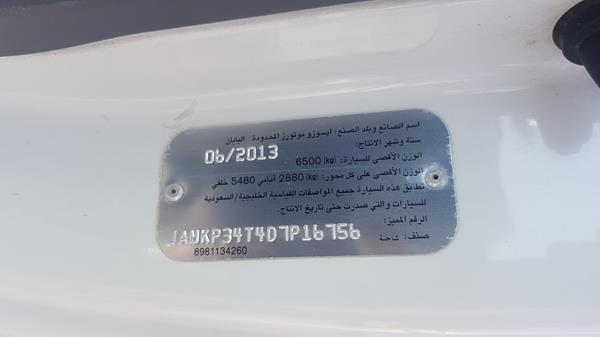 اسم الصانع وبلد الصنع: ايسوزو موتورز المحدودة اليابان
سنة وشهر الانتاج: 06/2013
الوزن الأقصى للسيارة: 6500 (kg)
الوزن الأقصى على كل محور: 2880 (kg) أمامي 5480 خلفي
تطابق هذه السيارة جميع المواصفات القياسية الخليجية/السعودية
للسيارات والتي صدرت حتى تاريخ الانتاج.
الرقم المميز:
JANKP34T4D7P16756
صنف: شاحنة
8981134260